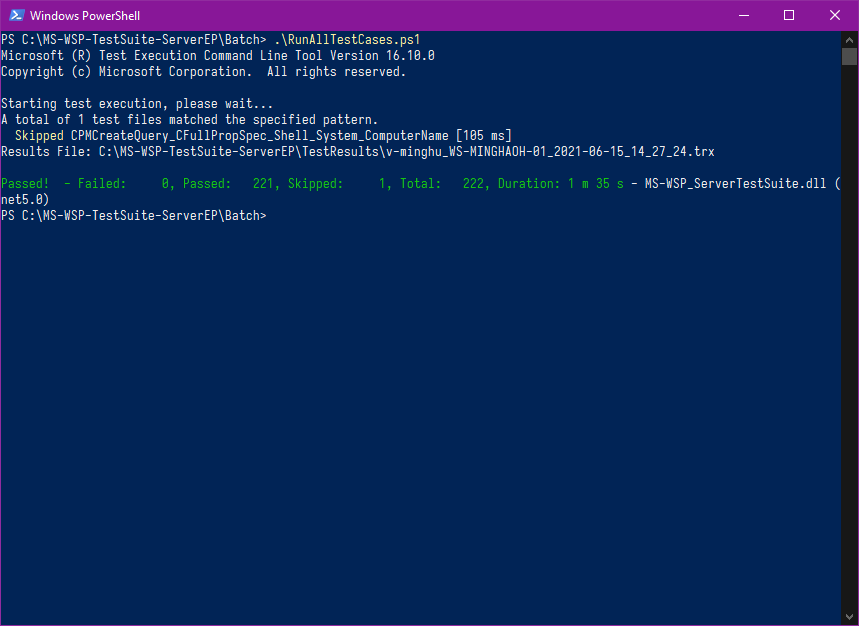 Windows PowerShell
PS C:\MS-WSP-TestSuite-ServerEP\Batch> .\RunAllTestCases.ps1
Microsoft (R) Test Execution Command Line Tool Version 16.10.0
Copyright (c) Microsoft Corporation.  All rights reserved.
Starting test execution, please wait...
A total of 1 test files matched the specified pattern.
  Skipped CPMCreateQuery_CFullPropSpec_Shell_System_ComputerName [105 ms]
Results File: C:\MS-WSP-TestSuite-ServerEP\TestResults\v-minghu_WS-MINGHAOH-01_2021-06-15_14_27_24.trx
Passed!  - Failed:     0, Passed:   221, Skipped:     1, Total:   222, Duration: 1 m 35 s - MS-WSP_ServerTestSuite.dll (
net5.0)
PS C:\MS-WSP-TestSuite-ServerEP\Batch>